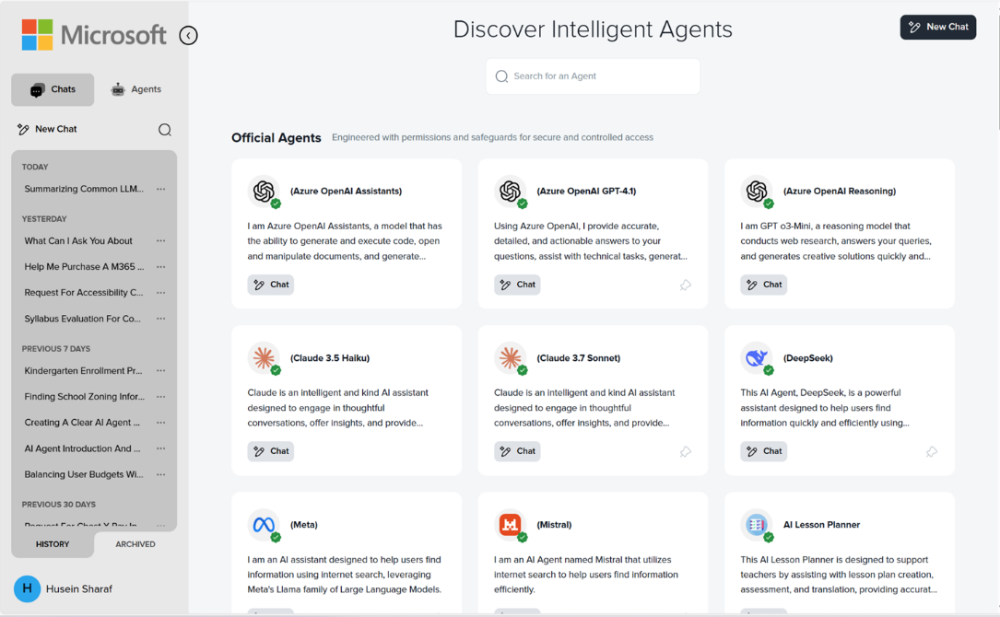 Microsoft
Chats
Agents
New Chat
TODAY
Summarizing Common LLM...
YESTERDAY
What Can I Ask You About
Help Me Purchase A M365 ...
Request For Accessibility C...
Syllabus Evaluation For Co...
PREVIOUS 7 DAYS
Kindergarten Enrollment Pr...
Finding School Zoning Infor...
Creating A Clear AI Agent ...
AI Agent Introduction And ...
Balancing User Budgets Wi...
PREVIOUS 30 DAYS
Request For Chest X-Ray In...
HISTORY
ARCHIVED
H
Husein Sharaf
Discover Intelligent Agents
New Chat
Search for an Agent
Official Agents
Engineered with permissions and safeguards for secure and controlled access
(Azure OpenAI Assistants)
I am Azure OpenAI Assistants, a model that has
the ability to generate and execute code, open
and manipulate documents, and generate...
Chat
(Azure OpenAI GPT-4.1)
Using Azure OpenAI, I provide accurate,
detailed, and actionable answers to your
questions, assist with technical tasks, generat...
Chat
(Azure OpenAI Reasoning)
I am GPT o3-Mini, a reasoning model that
conducts web research, answers your queries,
and generates creative solutions quickly and...
Chat
(Claude 3.5 Haiku)
Claude is an intelligent and kind AI assistant
designed to engage in thoughtful
conversations, offer insights, and provide...
Chat
(Claude 3.7 Sonnet)
Claude is an intelligent and kind AI assistant
designed to engage in thoughtful
conversations, offer insights, and provide...
Chat
(DeepSeek)
This AI Agent, DeepSeek, is a powerful
assistant designed to help users find
information quickly and efficiently using...
Chat
(Meta)
I am an AI assistant designed to help users find
information using internet search, leveraging
Meta's Llama family of Large Language Models.
(Mistral)
I am an AI Agent named Mistral that utilizes
internet search to help users find information
efficiently.
AI Lesson Planner
This AI Lesson Planner is designed to support
teachers by assisting with lesson plan creation,
assessment, and translation, providing accurat...